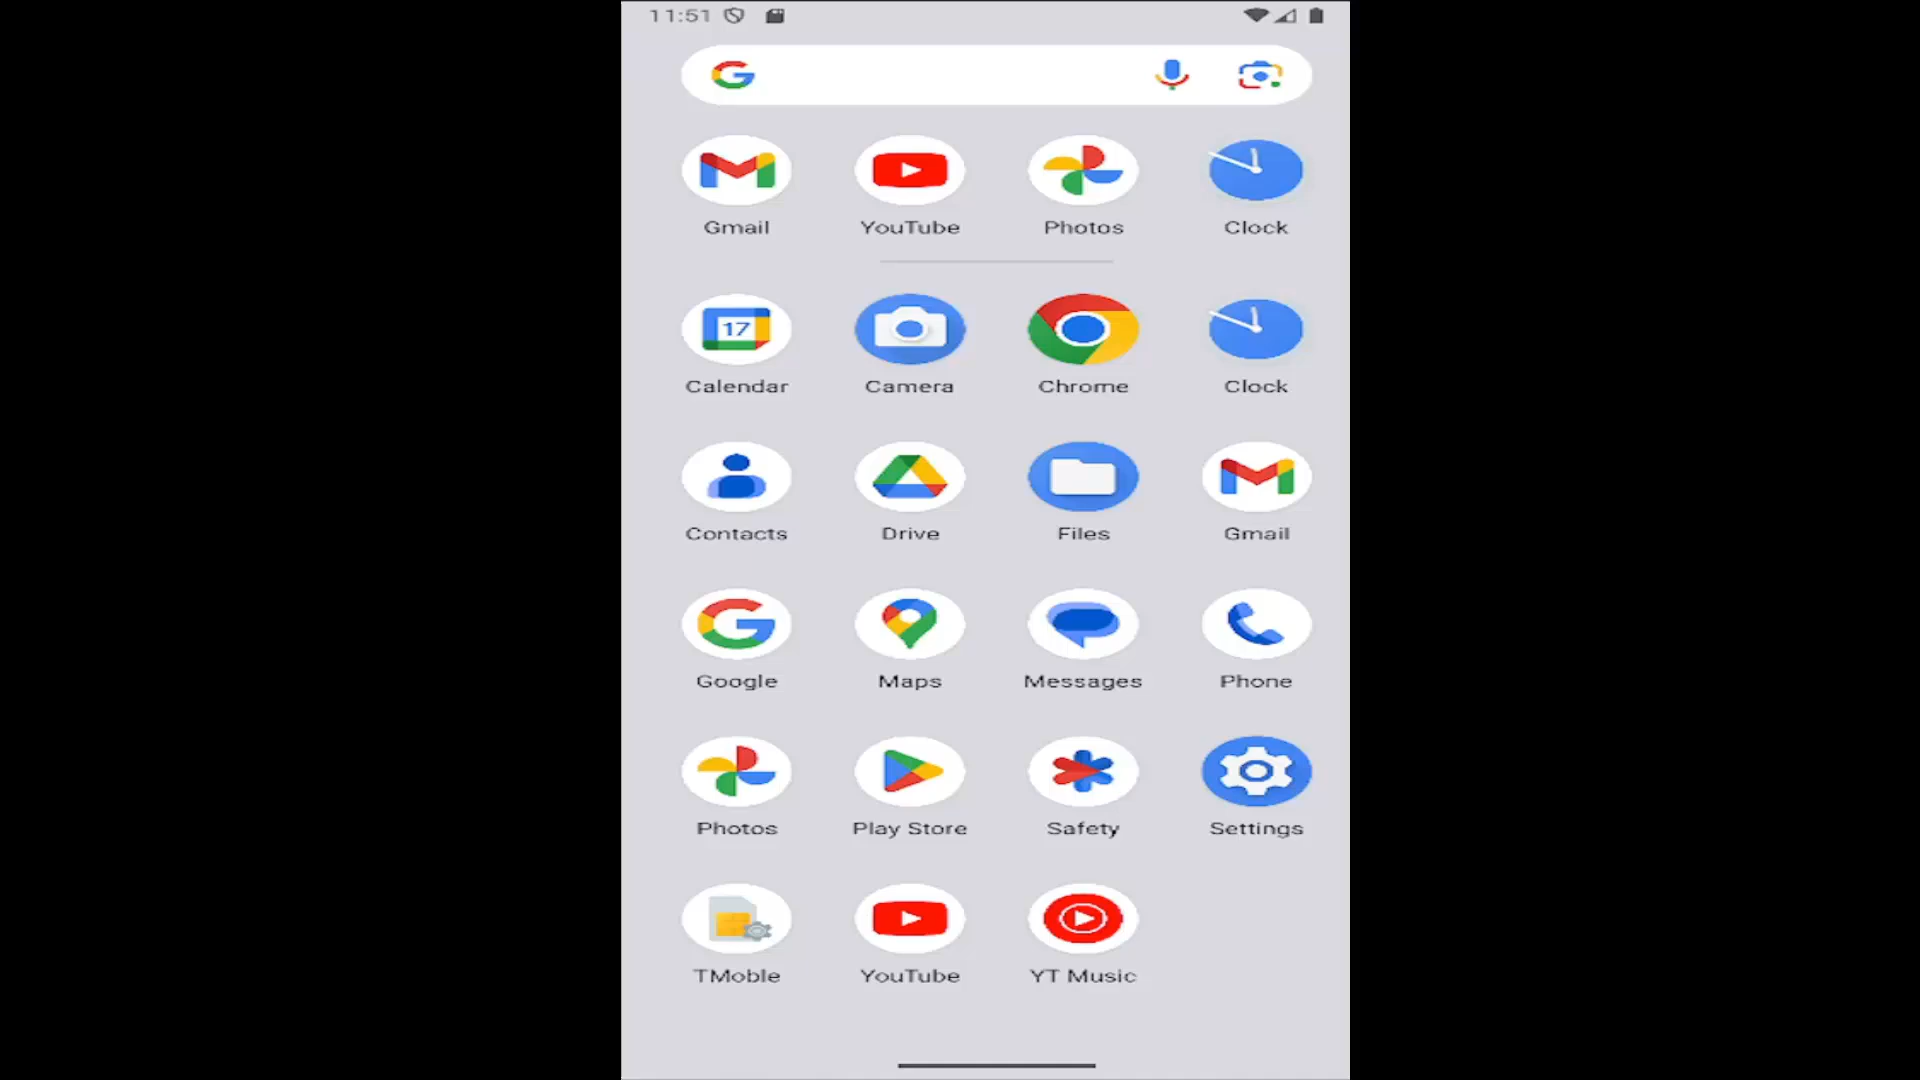 11:51
Gmail YouTube Photos Clock
17
Calendar Camera Chrome Clock
Contacts Drive Files Gmail
Google Maps Messages Phone
Photos Play Store Safety Settings
TMoble YouTube YT Music